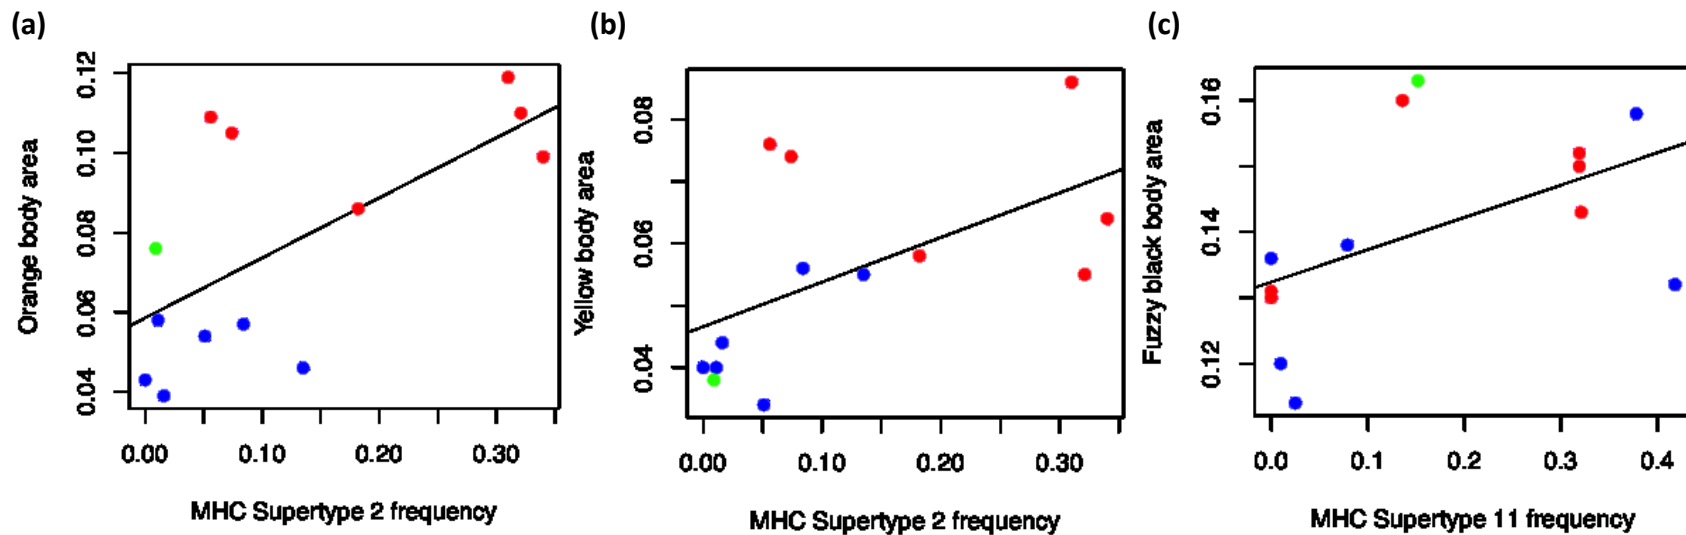 (a)
(b)
(c)
Orange body area
0.04 0.06 0.08 0.10 0.12
0.00 0.10 0.20 0.30
MHC Supertype 2 frequency
Yellow body area
0.04 0.06 0.08
0.00 0.10 0.20 0.30
MHC Supertype 2 frequency
Fuzzy black body area
0.12 0.14 0.16
0.0 0.1 0.2 0.3 0.4
MHC Supertype 11 frequency